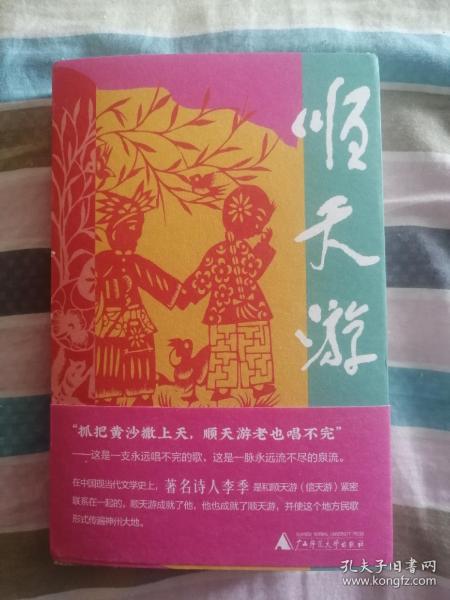 顺天游
“抓把黄沙撒上天，顺天游老也唱不完”
——这是一支永远唱不完的歌，这是一脉永远流不尽的泉流。
在中国现当代文学史上，著名诗人李季是和顺天游（信天游）紧密
联系在一起的，顺天游成就了他，他也成就了顺天游，并使这个地方民歌
形式传遍神州大地。
GUANGXI NORMAL UNIVERSITY PRESS
广西师范大学出版社
孔夫子旧书网
www.kongfz.com